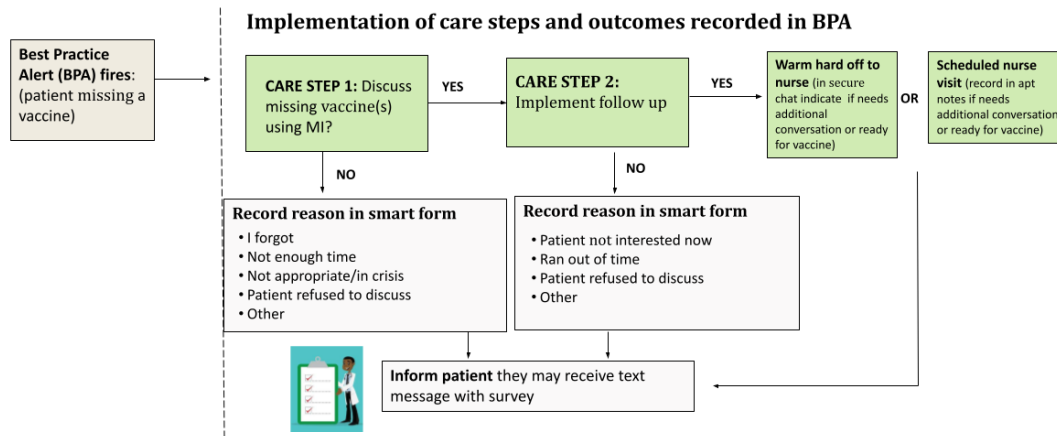 Implementation of care steps and outcomes recorded in BPA
Best Practice
Alert (BPA) fires:
(patient missing a
vaccine)
CARE STEP 1: Discuss
missing vaccine(s)
using MI?
YES
CARE STEP 2:
Implement follow up
YES
Warm hard off to
nurse (in secure
chat indicate if needs
additional
conversation or ready
for vaccine)
OR
Scheduled nurse
visit (record in apt
notes if needs
additional conversation
or ready for vaccine)
NO
NO
Record reason in smart form
• I forgot
• Not enough time
• Not appropriate/in crisis
• Patient refused to discuss
• Other
Record reason in smart form
• Patient not interested now
• Ran out of time
• Patient refused to discuss
• Other
Inform patient they may receive text
message with survey